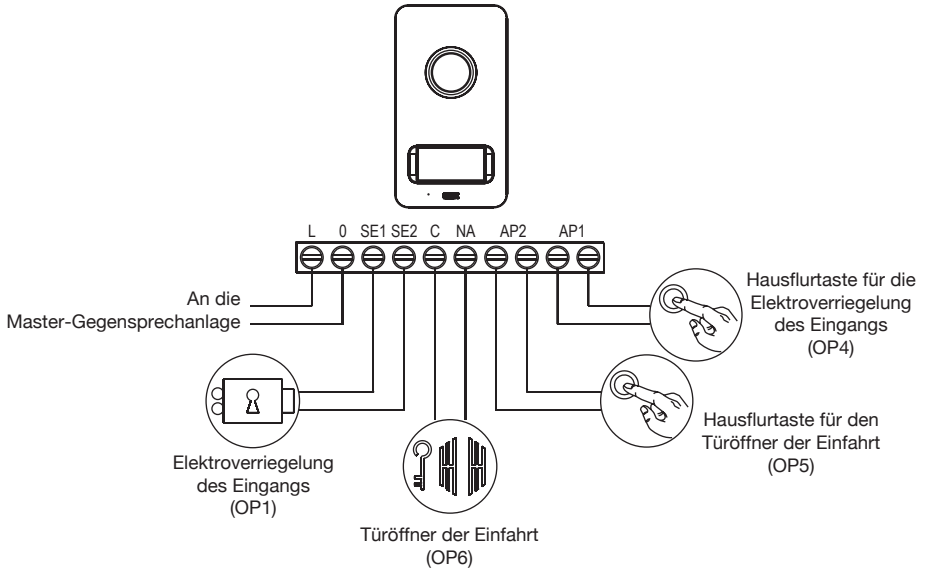 L 0 SE1 SE2 C NA AP2 AP1
An die
Master-Gegensprechanlage
Hausflurtaste für die
Elektroverriegelung
des Eingangs
(OP4)
Hausflurtaste für den
Türöffner der Einfahrt
(OP5)
Elektroverriegelung
des Eingangs
(OP1)
Türöffner der Einfahrt
(OP6)